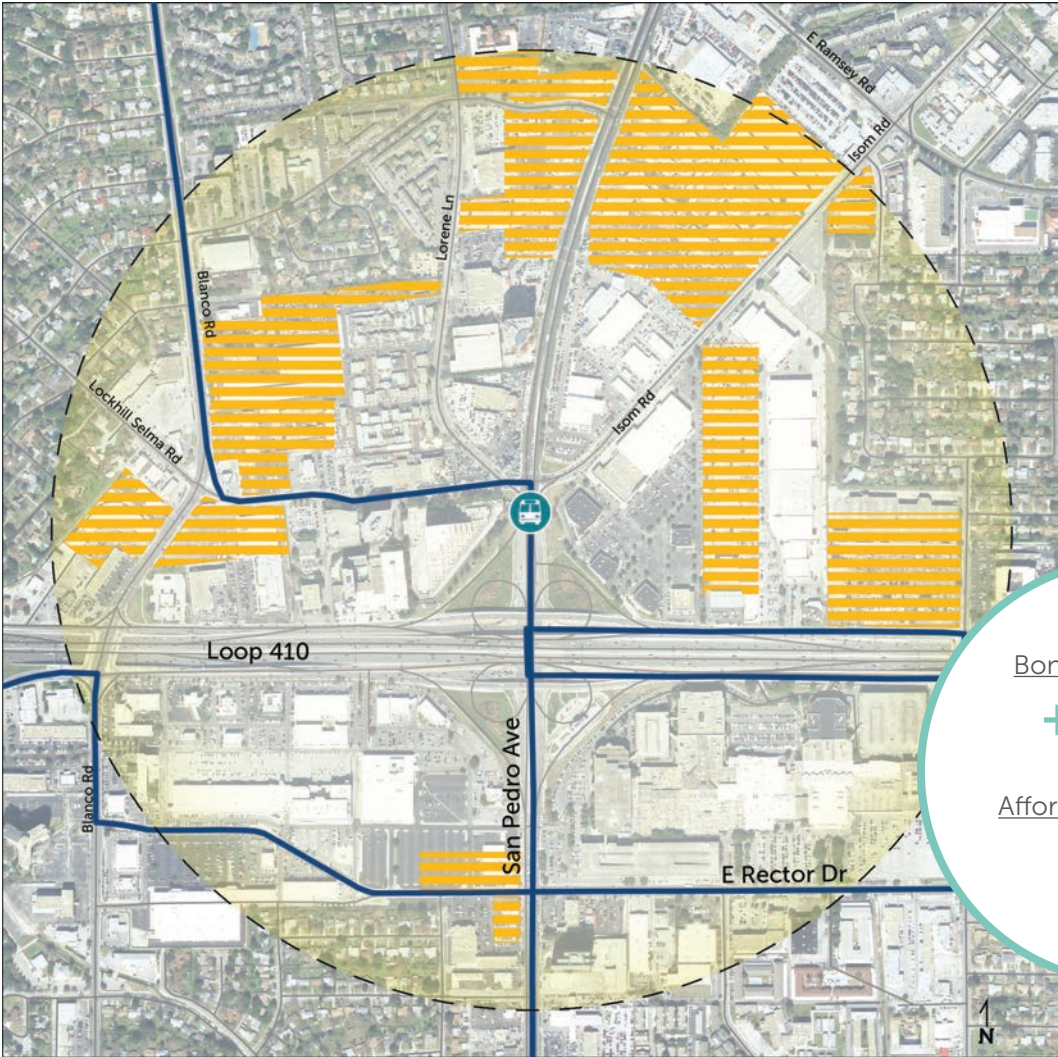 E Ramsey Rd
Isom Rd
Lorene Ln
Blanco Rd
Lockhill Selma Rd
Isom Rd
Loop 410
San Pedro Ave
Blanco Rd
E Rector Dr
N